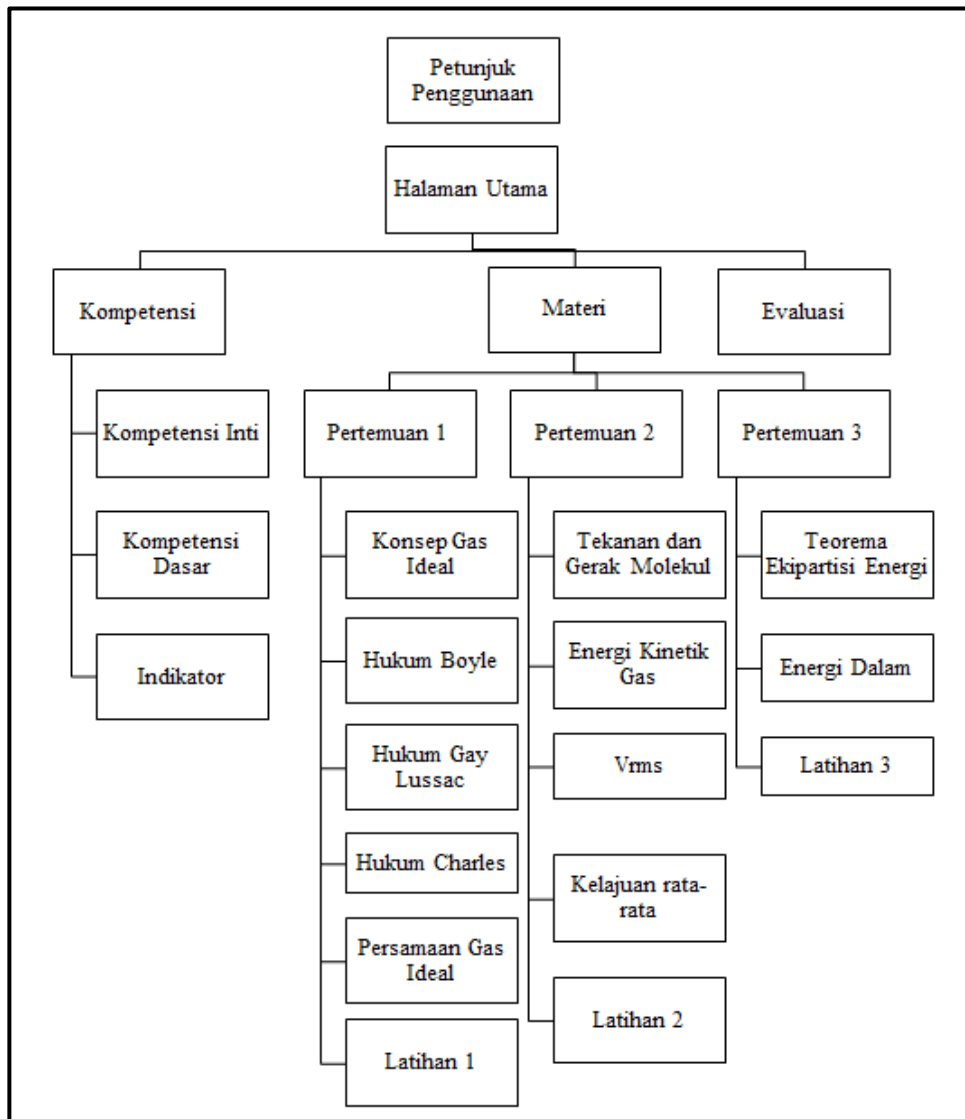 Petunjuk
Penggunaan
Halaman Utama
Kompetensi
Materi
Evaluasi
Kompetensi Inti
Kompetensi
Dasar
Indikator
Pertemuan 1
Konsep Gas
Ideal
Hukum Boyle
Hukum Gay
Lussac
Hukum Charles
Persamaan Gas
Ideal
Latihan 1
Pertemuan 2
Tekanan dan
Gerak Molekul
Energi Kinetik
Gas
Vrms
Kelajuan rata-
rata
Latihan 2
Pertemuan 3
Teorema
Ekipartisi Energi
Energi Dalam
Latihan 3